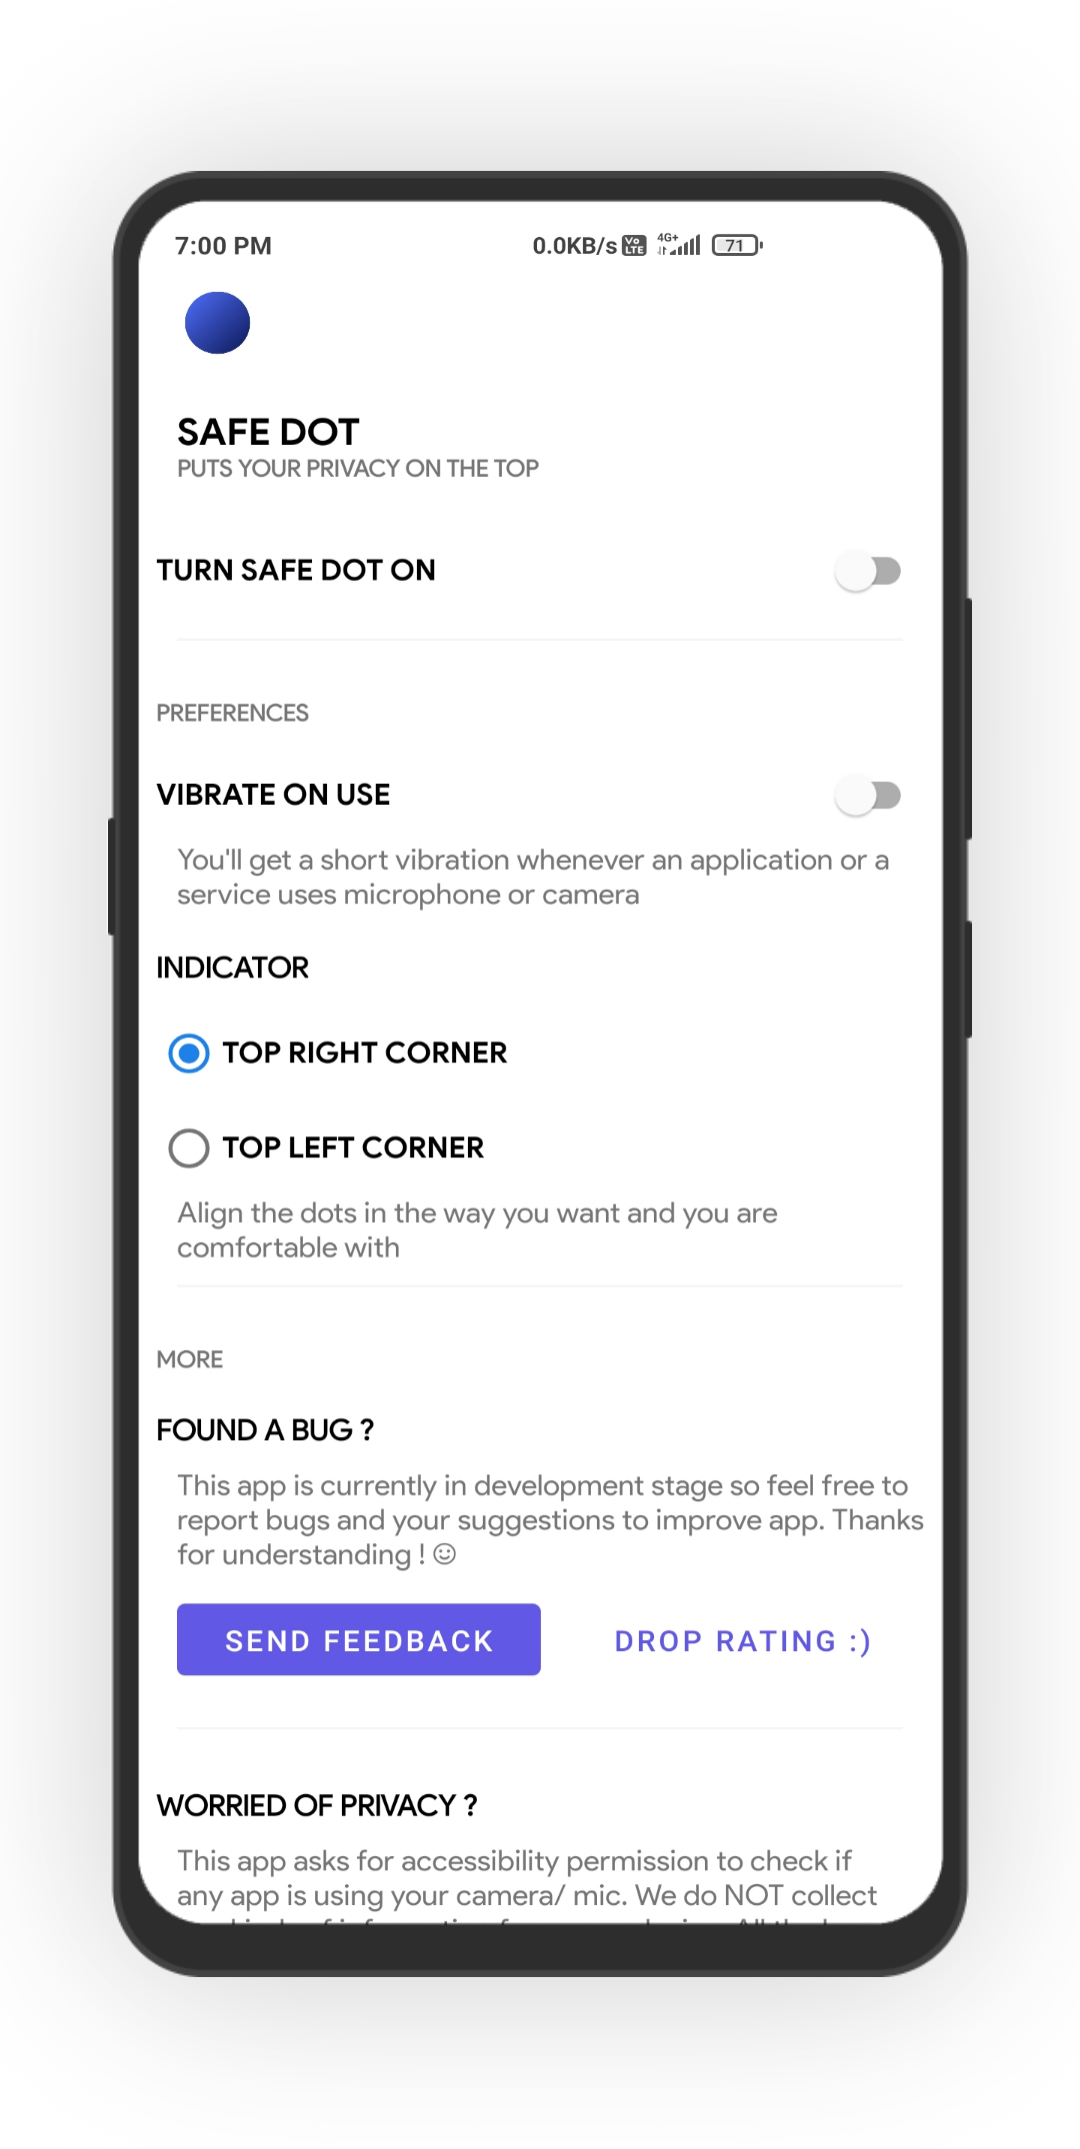 7:00 PM 0.0KB/s Vo LTE 4G+ 71
SAFE DOT
PUTS YOUR PRIVACY ON THE TOP
TURN SAFE DOT ON
PREFERENCES
VIBRATE ON USE
You'll get a short vibration whenever an application or a
service uses microphone or camera
INDICATOR
TOP RIGHT CORNER
TOP LEFT CORNER
Align the dots in the way you want and you are
comfortable with
MORE
FOUND A BUG ?
This app is currently in development stage so feel free to
report bugs and your suggestions to improve app. Thanks
for understanding ! ☺
SEND FEEDBACK DROP RATING :)
WORRIED OF PRIVACY ?
This app asks for accessibility permission to check if
any app is using your camera/ mic. We do NOT collect